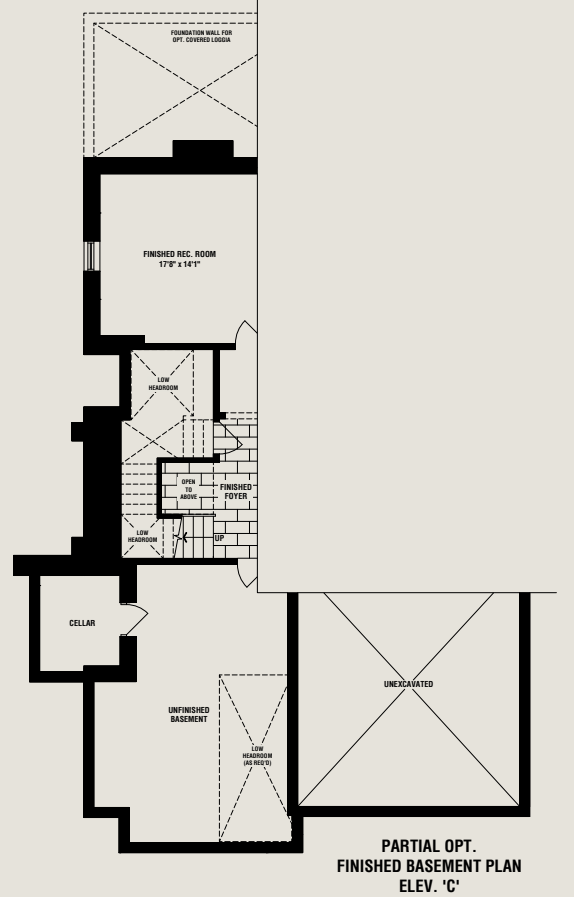 FOUNDATION WALL FOR
OPT. COVERED LOGGIA
FINISHED REC. ROOM
17'8" x 14'1"
LOW
HEADROOM
OPEN
TO
ABOVE
FINISHED
FOYER
LOW
HEADROOM
UP
CELLAR
UNEXCAVATED
UNFINISHED
BASEMENT
LOW
HEADROOM
(AS REQ'D)
PARTIAL OPT.
FINISHED BASEMENT PLAN
ELEV. 'C'